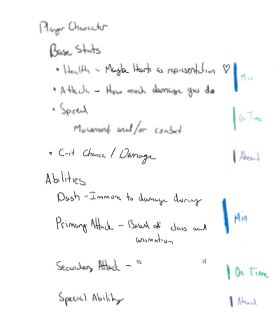 Player Character
Base Stats
• Health - Maybe Hearts as representation ♡
Min
• Attack - How much damage you do
• Speed
On Time
Movement and/or combat
• Crit Chance / Damage
Ahead
Abilities
Dash - Immune to damage during
Primary Attack - Based of class and
Min
animation
Secondary Attack - " "
On Time
Special Ability
Ahead